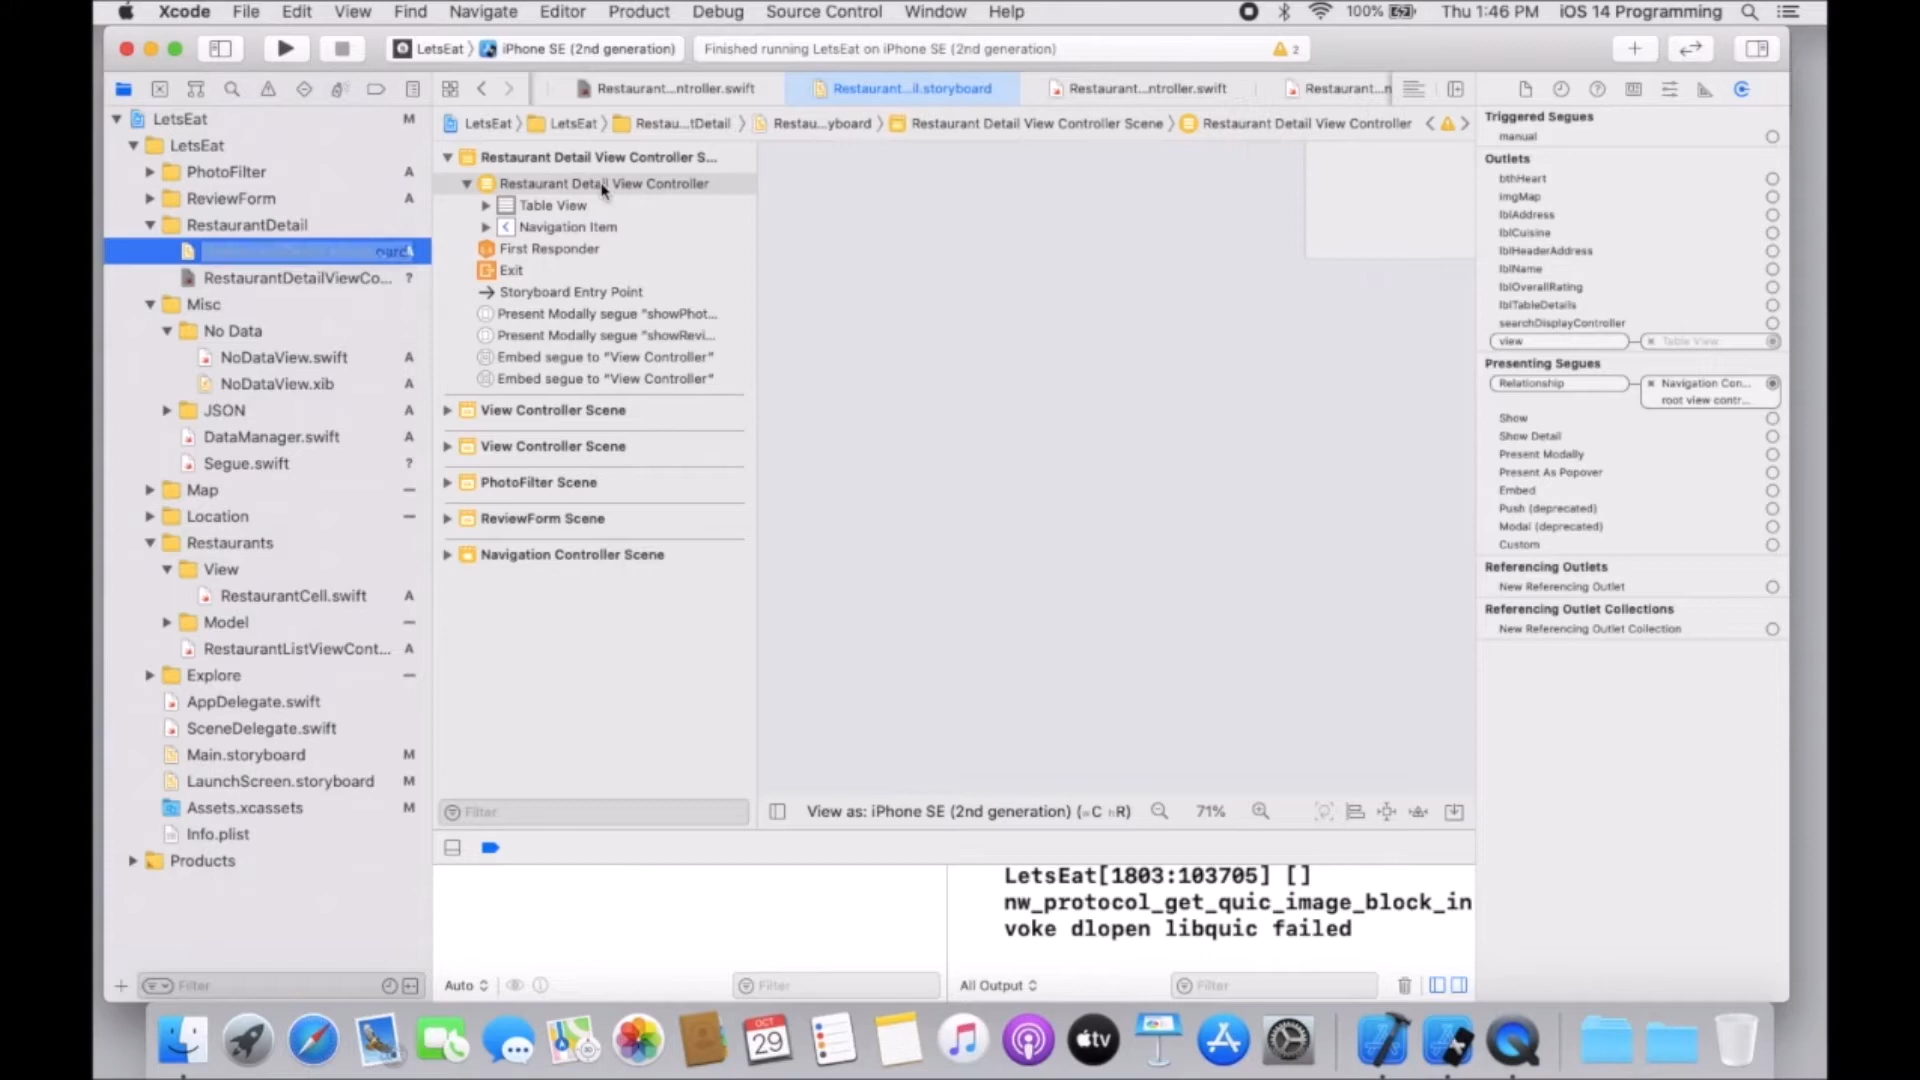 Xcode File Edit View Find Navigate Editor Product Debug Source Control Window Help 100% Thu 1:46 PM iOS 14 Programming
LetsEat iPhone SE (2nd generation) Finished running LetsEat on iPhone SE (2nd generation) 2
Restaurant...ntroller.swift Restaurant...il.storyboard Restaurant...ntroller.swift Restaurant...n
LetsEat LetsEat Restau...tDetail Restau...yboard Restaurant Detail View Controller Scene Restaurant Detail View Controller
LetsEat M
LetsEat
PhotoFilter A
ReviewForm A
RestaurantDetail
RestaurantDetailViewCo... ?
Misc
No Data
NoDataView.swift A
NoDataView.xib A
JSON A
DataManager.swift A
Segue.swift ?
Map
Location
Restaurants
View
RestaurantCell.swift A
Model
RestaurantListViewCont... A
Explore
AppDelegate.swift
SceneDelegate.swift
Main.storyboard M
LaunchScreen.storyboard M
Assets.xcassets M
Info.plist
Products
Filter
Restaurant Detail View Controller S...
Restaurant Detail View Controller
Table View
Navigation Item
First Responder
Exit
Storyboard Entry Point
Present Modally segue "showPhot...
Present Modally segue "showRevi...
Embed segue to "View Controller"
Embed segue to "View Controller"
View Controller Scene
View Controller Scene
PhotoFilter Scene
ReviewForm Scene
Navigation Controller Scene
Filter
View as: iPhone SE (2nd generation) (wC hR) 71%
LetsEat[1803:103705] []
nw_protocol_get_quic_image_block_in
voke dlopen libquic failed
Auto Filter
All Output Filter
Triggered Segues
manual
Outlets
bthHeart
imgMap
lblAddress
lblCuisine
lblHeaderAddress
lblName
lblOverallRating
lblTableDetails
searchDisplayController
view Table View
Presenting Segues
Relationship Navigation Con...
root view contr...
Show
Show Detail
Present Modally
Present As Popover
Embed
Push (deprecated)
Modal (deprecated)
Custom
Referencing Outlets
New Referencing Outlet
Referencing Outlet Collections
New Referencing Outlet Collection
OCT
29
tv